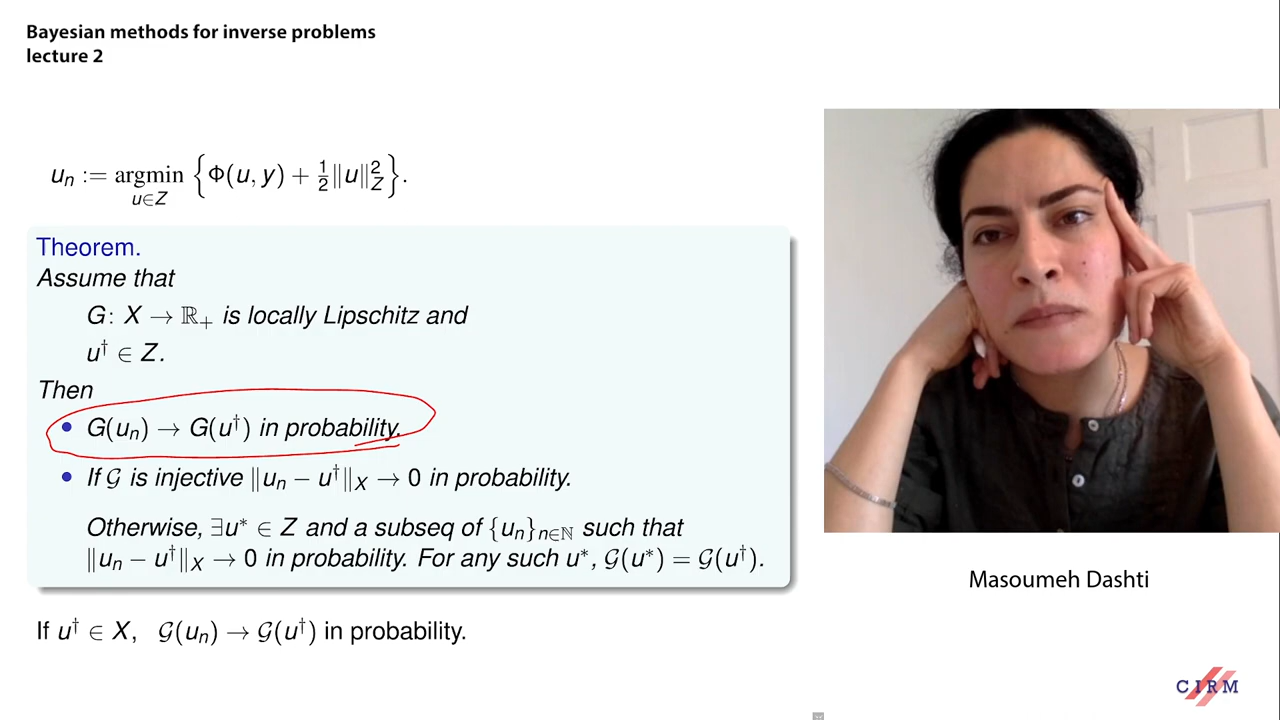 Bayesian methods for inverse problems
lecture 2
uₙ := argmin_{u∈Z} {Φ(u, y) + ½‖u‖²_Z}.
Theorem.
Assume that
G: X → ℝ₊ is locally Lipschitz and
u† ∈ Z.
Then
• G(uₙ) → G(u†) in probability.
• If 𝒢 is injective ‖uₙ − u†‖_X → 0 in probability.
Otherwise, ∃u* ∈ Z and a subseq of {uₙ}_{n∈ℕ} such that
‖uₙ − u†‖_X → 0 in probability. For any such u*, 𝒢(u*) = 𝒢(u†).
If u† ∈ X, 𝒢(uₙ) → 𝒢(u†) in probability.
Masoumeh Dashti
CIRM